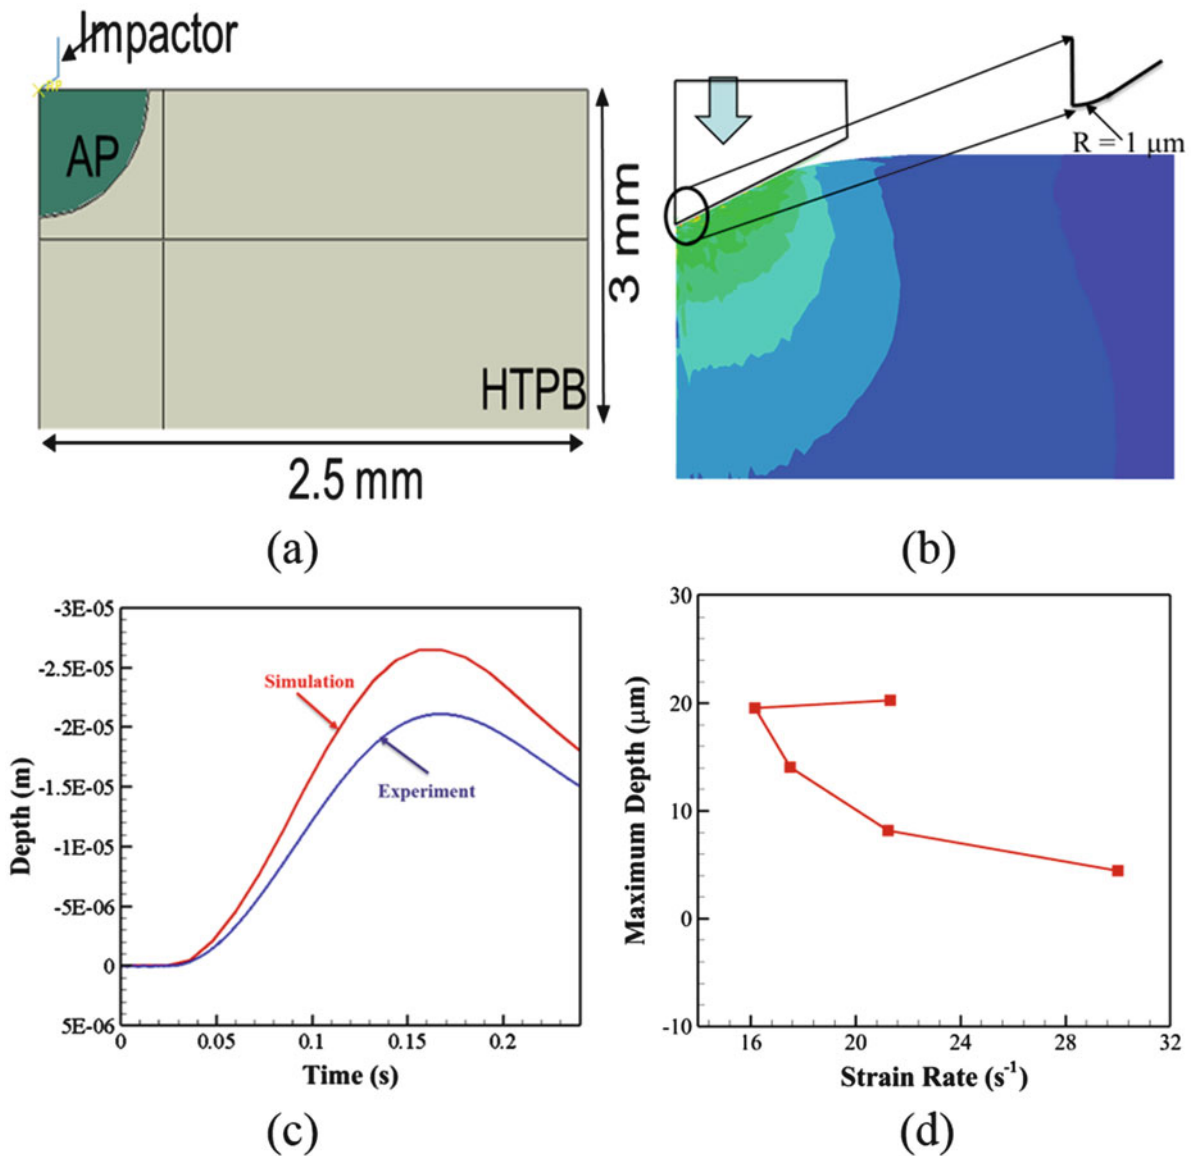 Impactor
AP
3 mm
HTPB
2.5 mm
(a)
R = 1 μm
(b)
-3E-05
-2.5E-05
-2E-05
-1.5E-05
-1E-05
-5E-06
0
5E-06
Depth (m)
Simulation
Experiment
0 0.05 0.1 0.15 0.2
Time (s)
(c)
30
20
10
0
-10
Maximum Depth (μm)
16 20 24 28 32
Strain Rate (s⁻¹)
(d)